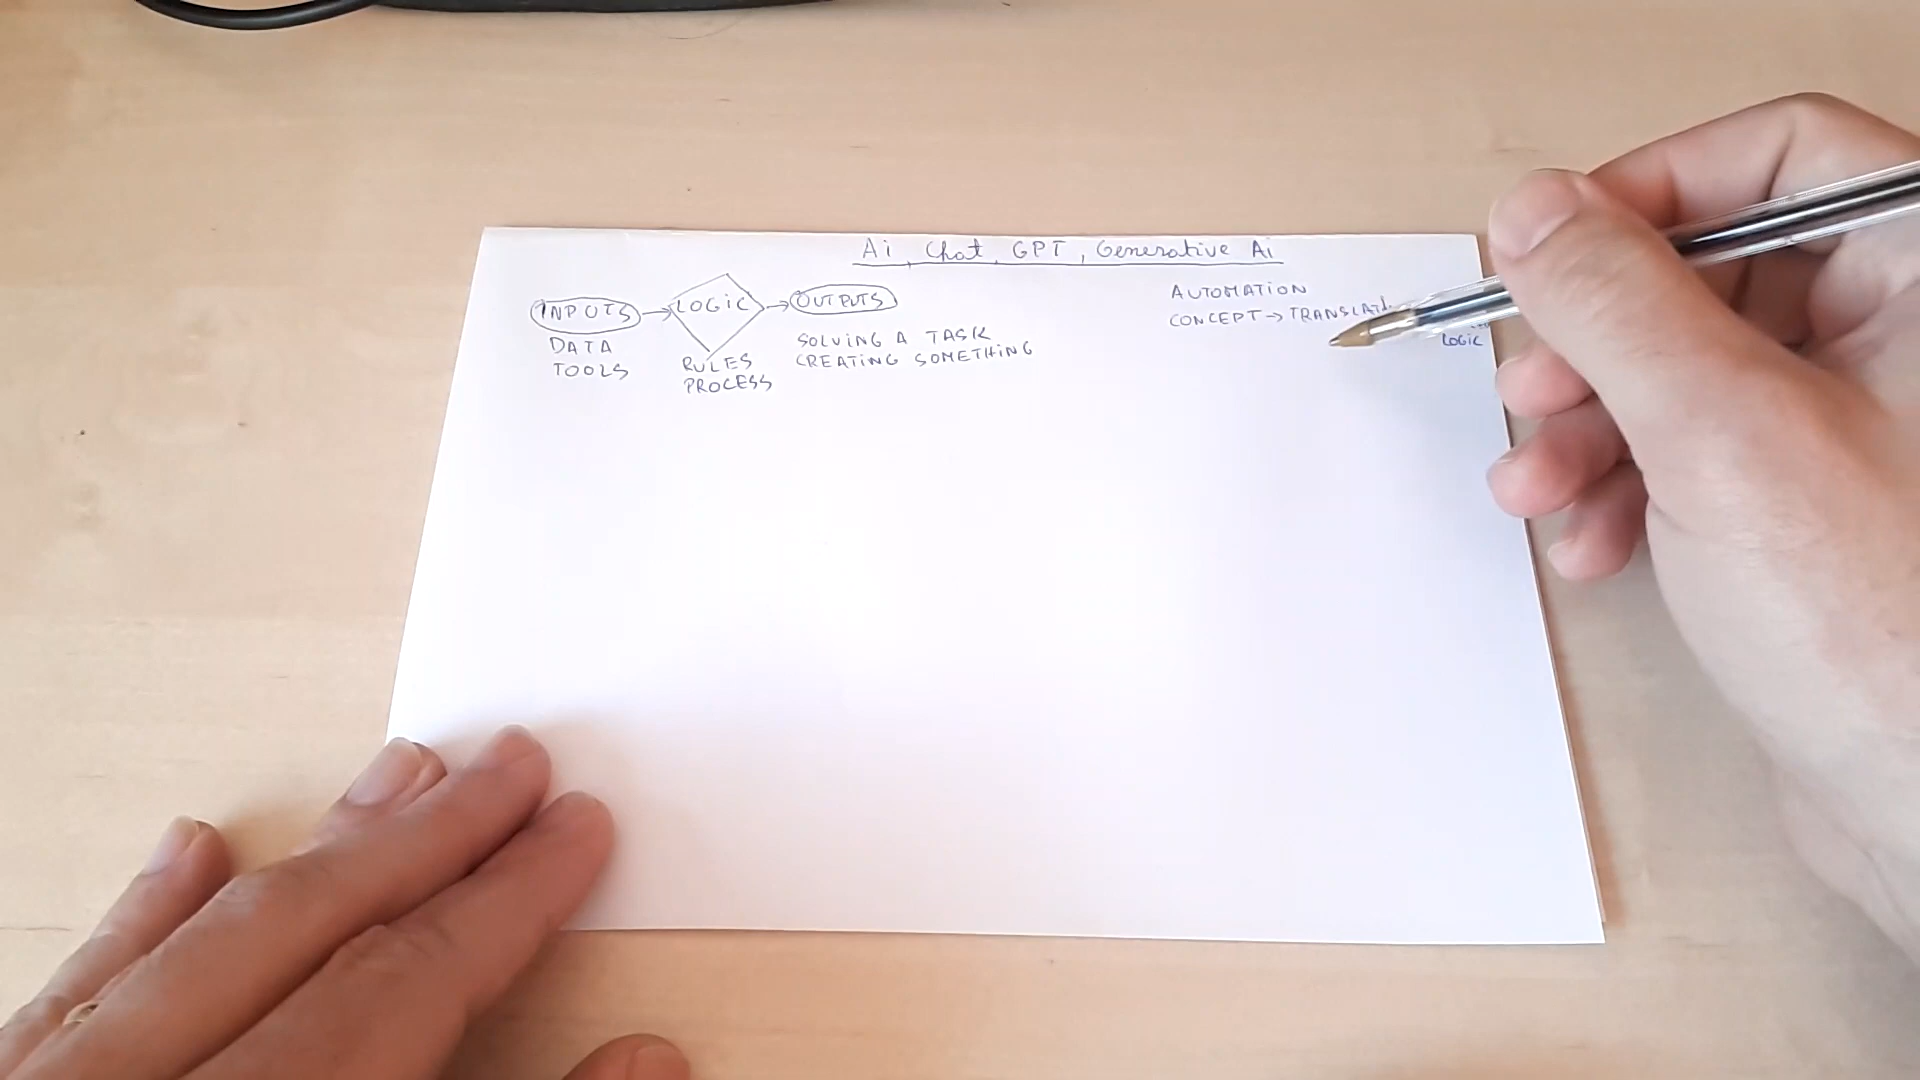 Ai, Chat GPT, Generative Ai
INPUTS → LOGIC → OUTPUTS
DATA
TOOLS
RULES
PROCESS
SOLVING A TASK
CREATING SOMETHING
AUTOMATION
CONCEPT →
LOGIC